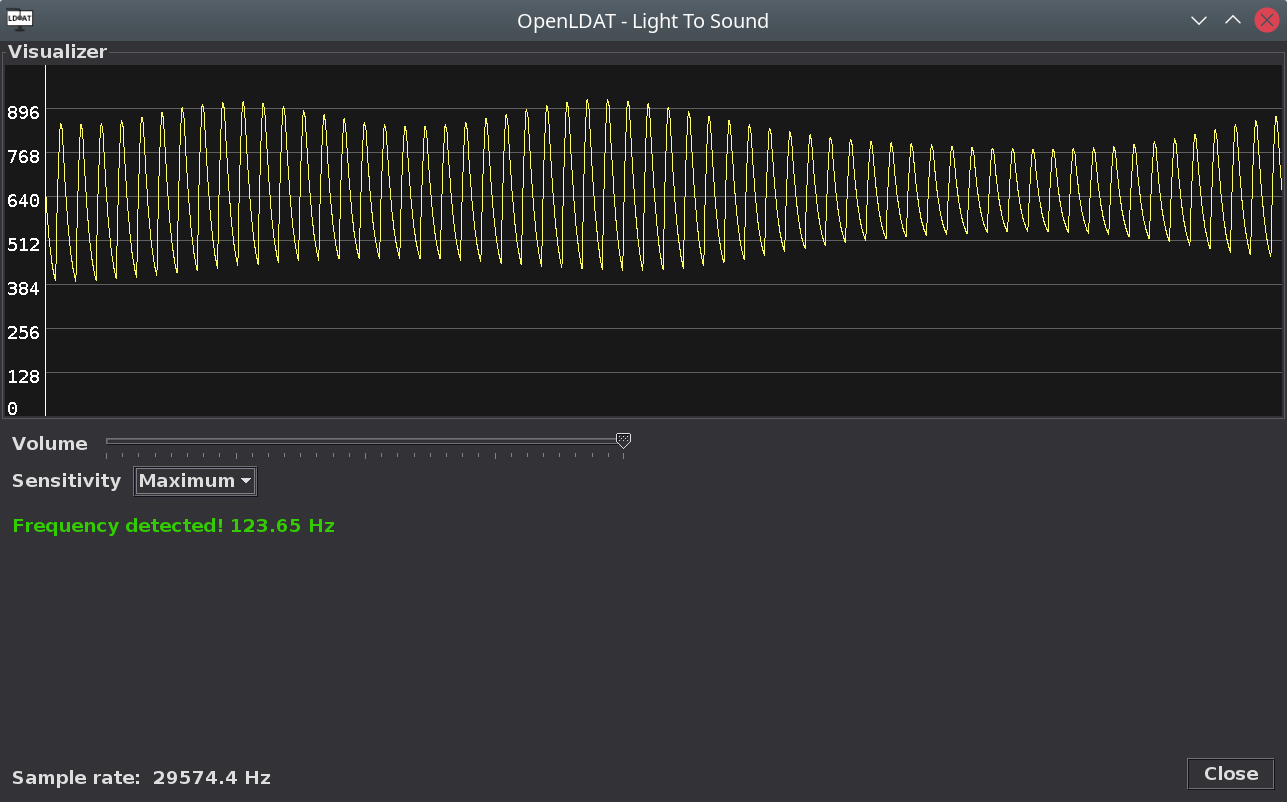 LDAT
OpenLDAT - Light To Sound
Visualizer
896
768
640
512
384
256
128
0
Volume
Sensitivity Maximum
Frequency detected! 123.65 Hz
Sample rate: 29574.4 Hz
Close